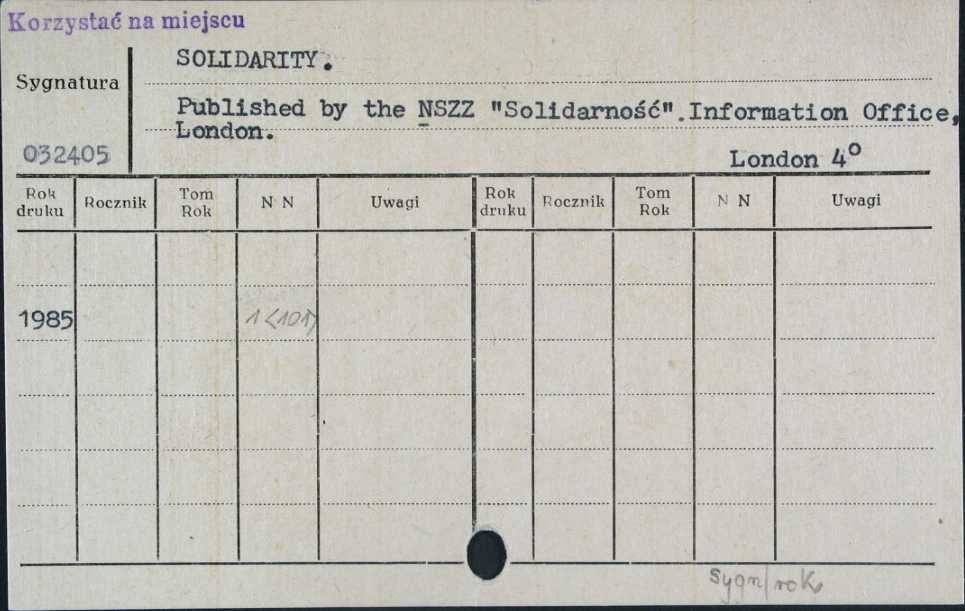 Korzystać na miejscu
SOLIDARITY.
Sygnatura
Published by the NSZZ "Solidarność".Information Office,
London.
032405
London 4º
Rok druku Rocznik Tom Rok N N Uwagi Rok druku Rocznik Tom Rok N N Uwagi
1985 1<101>
Sygn/rok